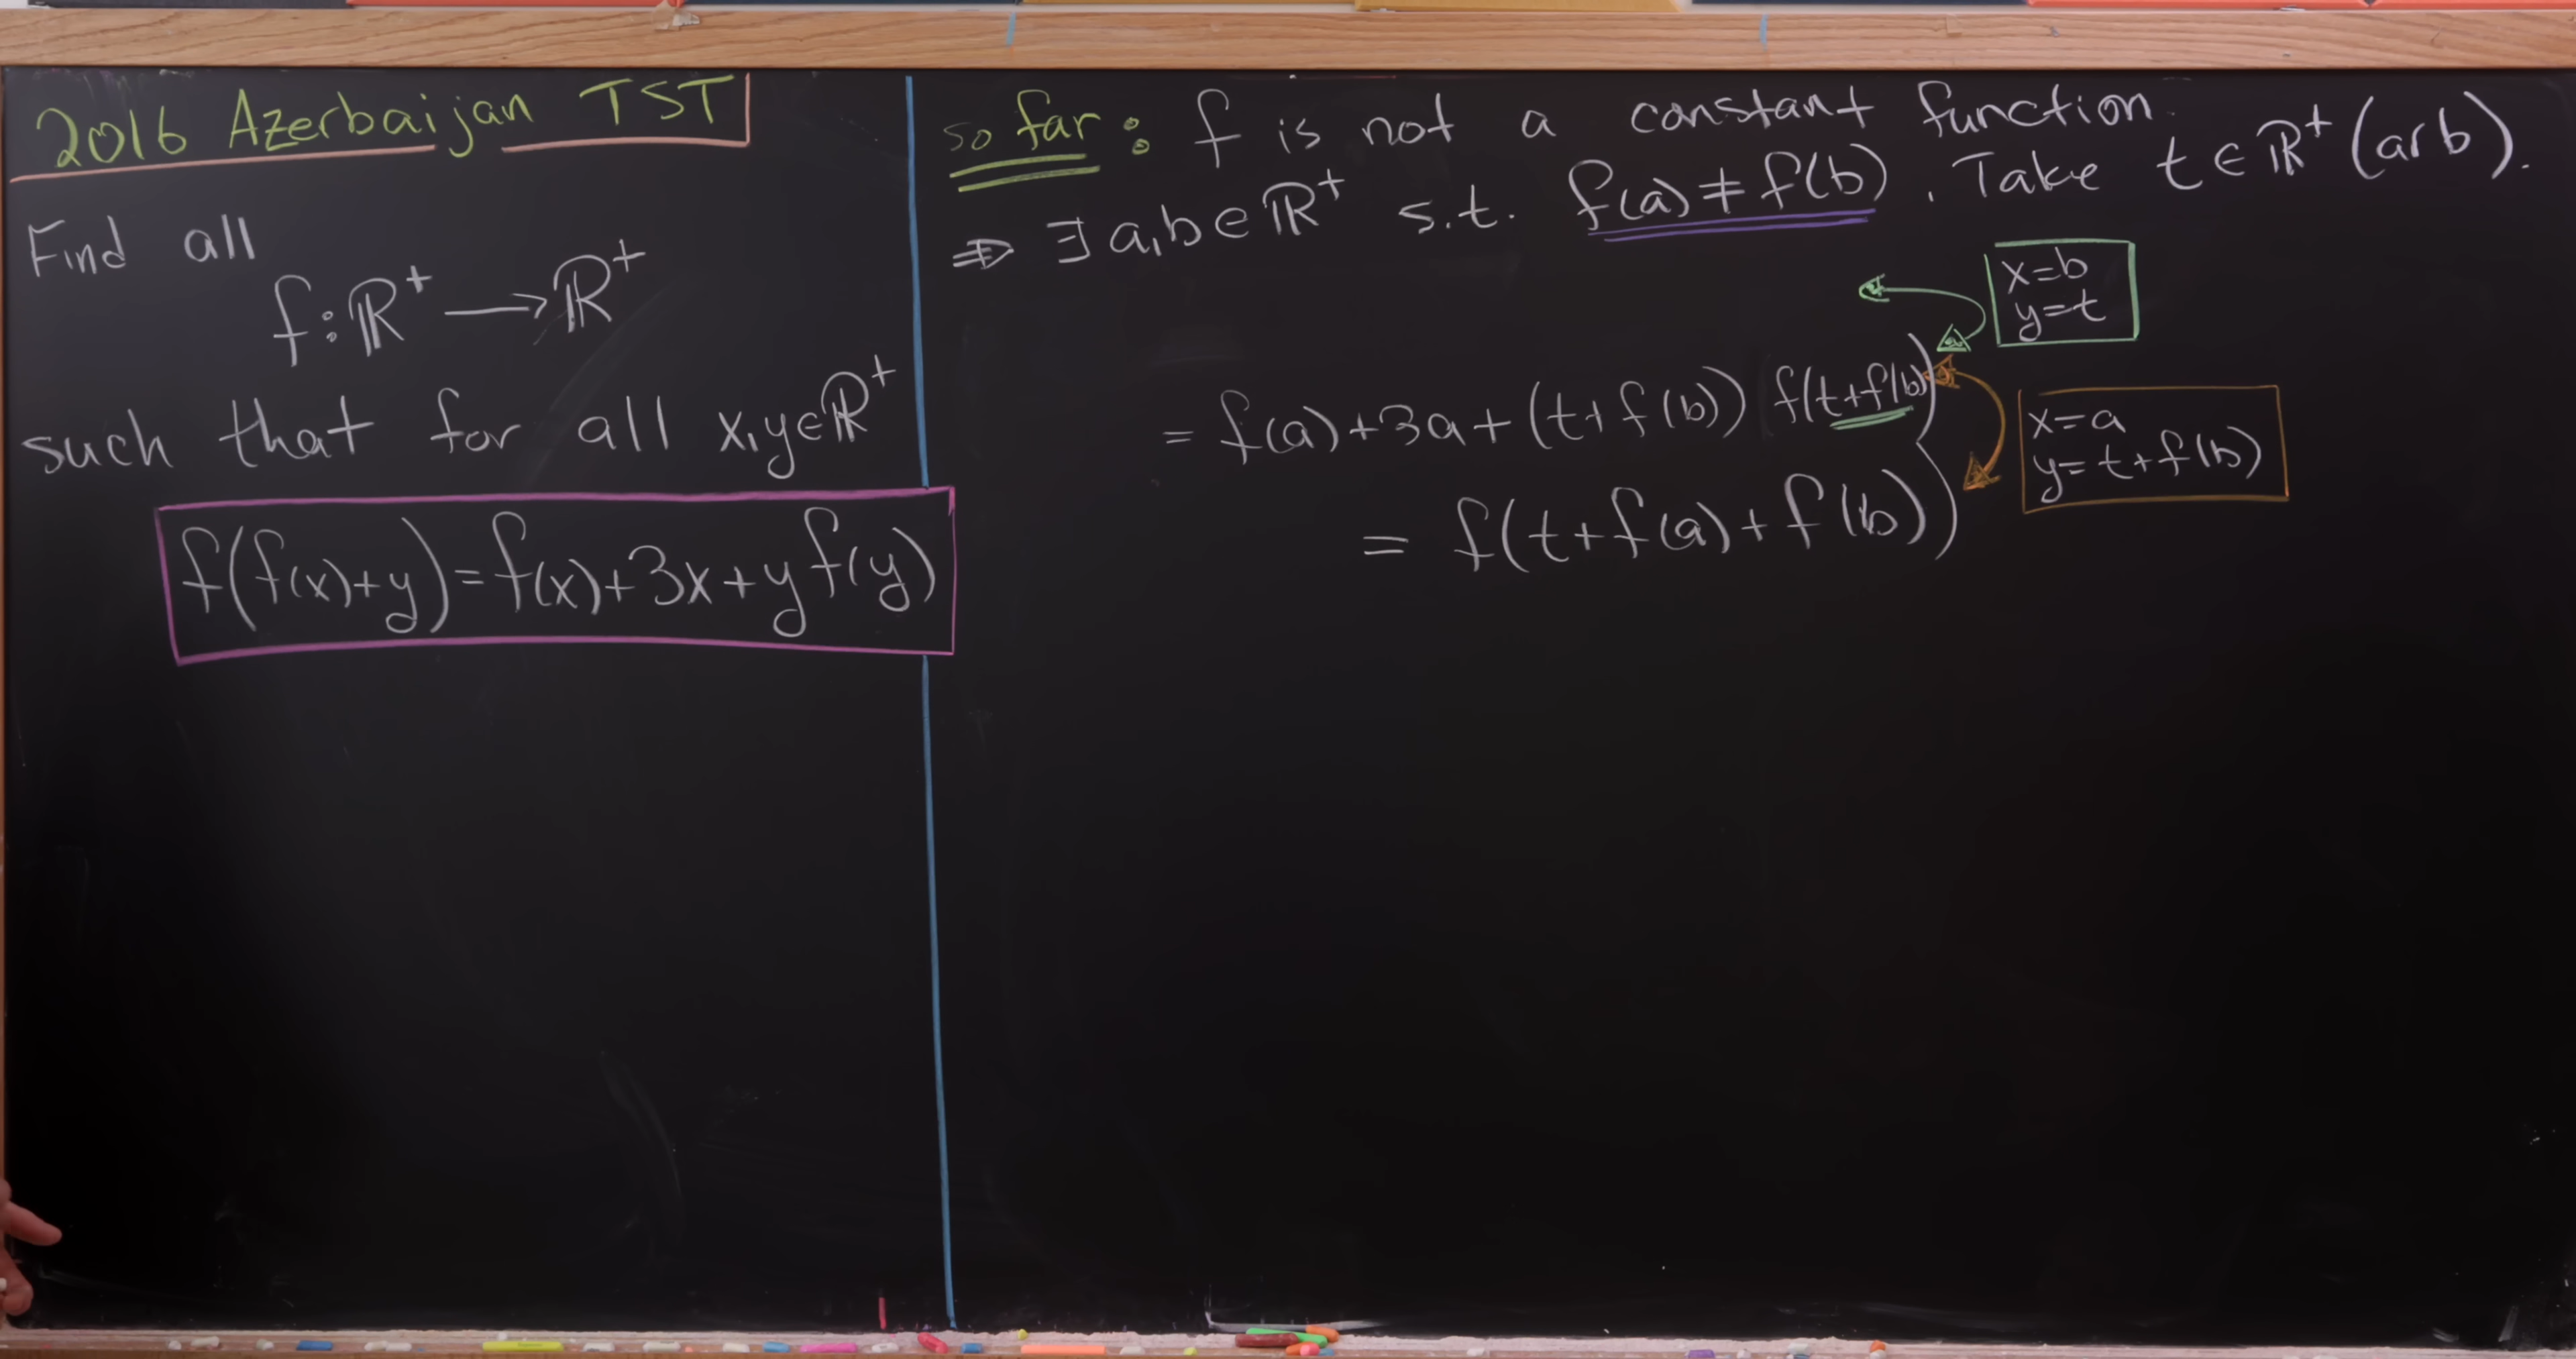 2016 Azerbaijan TST
Find all
f:ℝ⁺ ⟶ ℝ⁺
such that for all x,y∈ℝ⁺
f(f(x)+y)=f(x)+3x+yf(y)
so far: f is not a constant function.
⇒ ∃ a,b∈ℝ⁺ s.t. f(a)≠f(b). Take t∈ℝ⁺(arb).
x=b
y=t
= f(a)+3a+(t+f(b)) f(t+f(b))
x=a
y=t+f(b)
= f(t+f(a)+f(b))